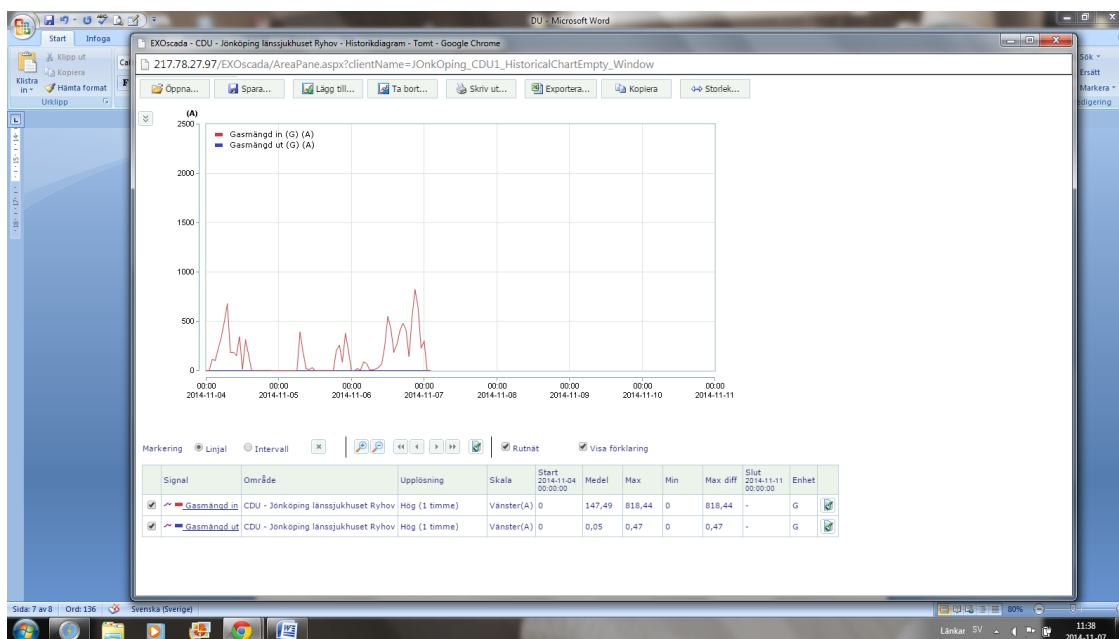 DU - Microsoft Word
Start Infoga
Klistra in
Klipp ut
Kopiera
Hämta format
Urklipp
Ca
F
Sök
Ersätt
Markera
edigering
EXOscada - CDU - Jönköping länssjukhuset Ryhov - Historikdiagram - Tomt - Google Chrome
217.78.27.97/EXOscada/AreaPane.aspx?clientName=JOnkOping_CDU1_HistoricalChartEmpty_Window
Öppna... Spara... Lägg till... Ta bort... Skriv ut... Exportera... Kopiera Storlek...
(A)
2500
Gasmängd in (G) (A)
Gasmängd ut (G) (A)
2000
1500
1000
500
0
00:00 00:00 00:00 00:00 00:00 00:00 00:00 00:00
2014-11-04 2014-11-05 2014-11-06 2014-11-07 2014-11-08 2014-11-09 2014-11-10 2014-11-11
Markering Linjal Intervall Rutnät Visa förklaring
Signal Område Upplösning Skala Start 2014-11-04 00:00:00 Medel Max Min Max diff Slut 2014-11-11 00:00:00 Enhet
Gasmängd in CDU - Jönköping länssjukhuset Ryhov Hög (1 timme) Vänster(A) 0 147,49 818,44 0 818,44 - G
Gasmängd ut CDU - Jönköping länssjukhuset Ryhov Hög (1 timme) Vänster(A) 0 0,05 0,47 0 0,47 - G
Sida: 7 av 8 Ord: 136 Svenska (Sverige) 80%
Länkar SV 11:38
2014-11-07